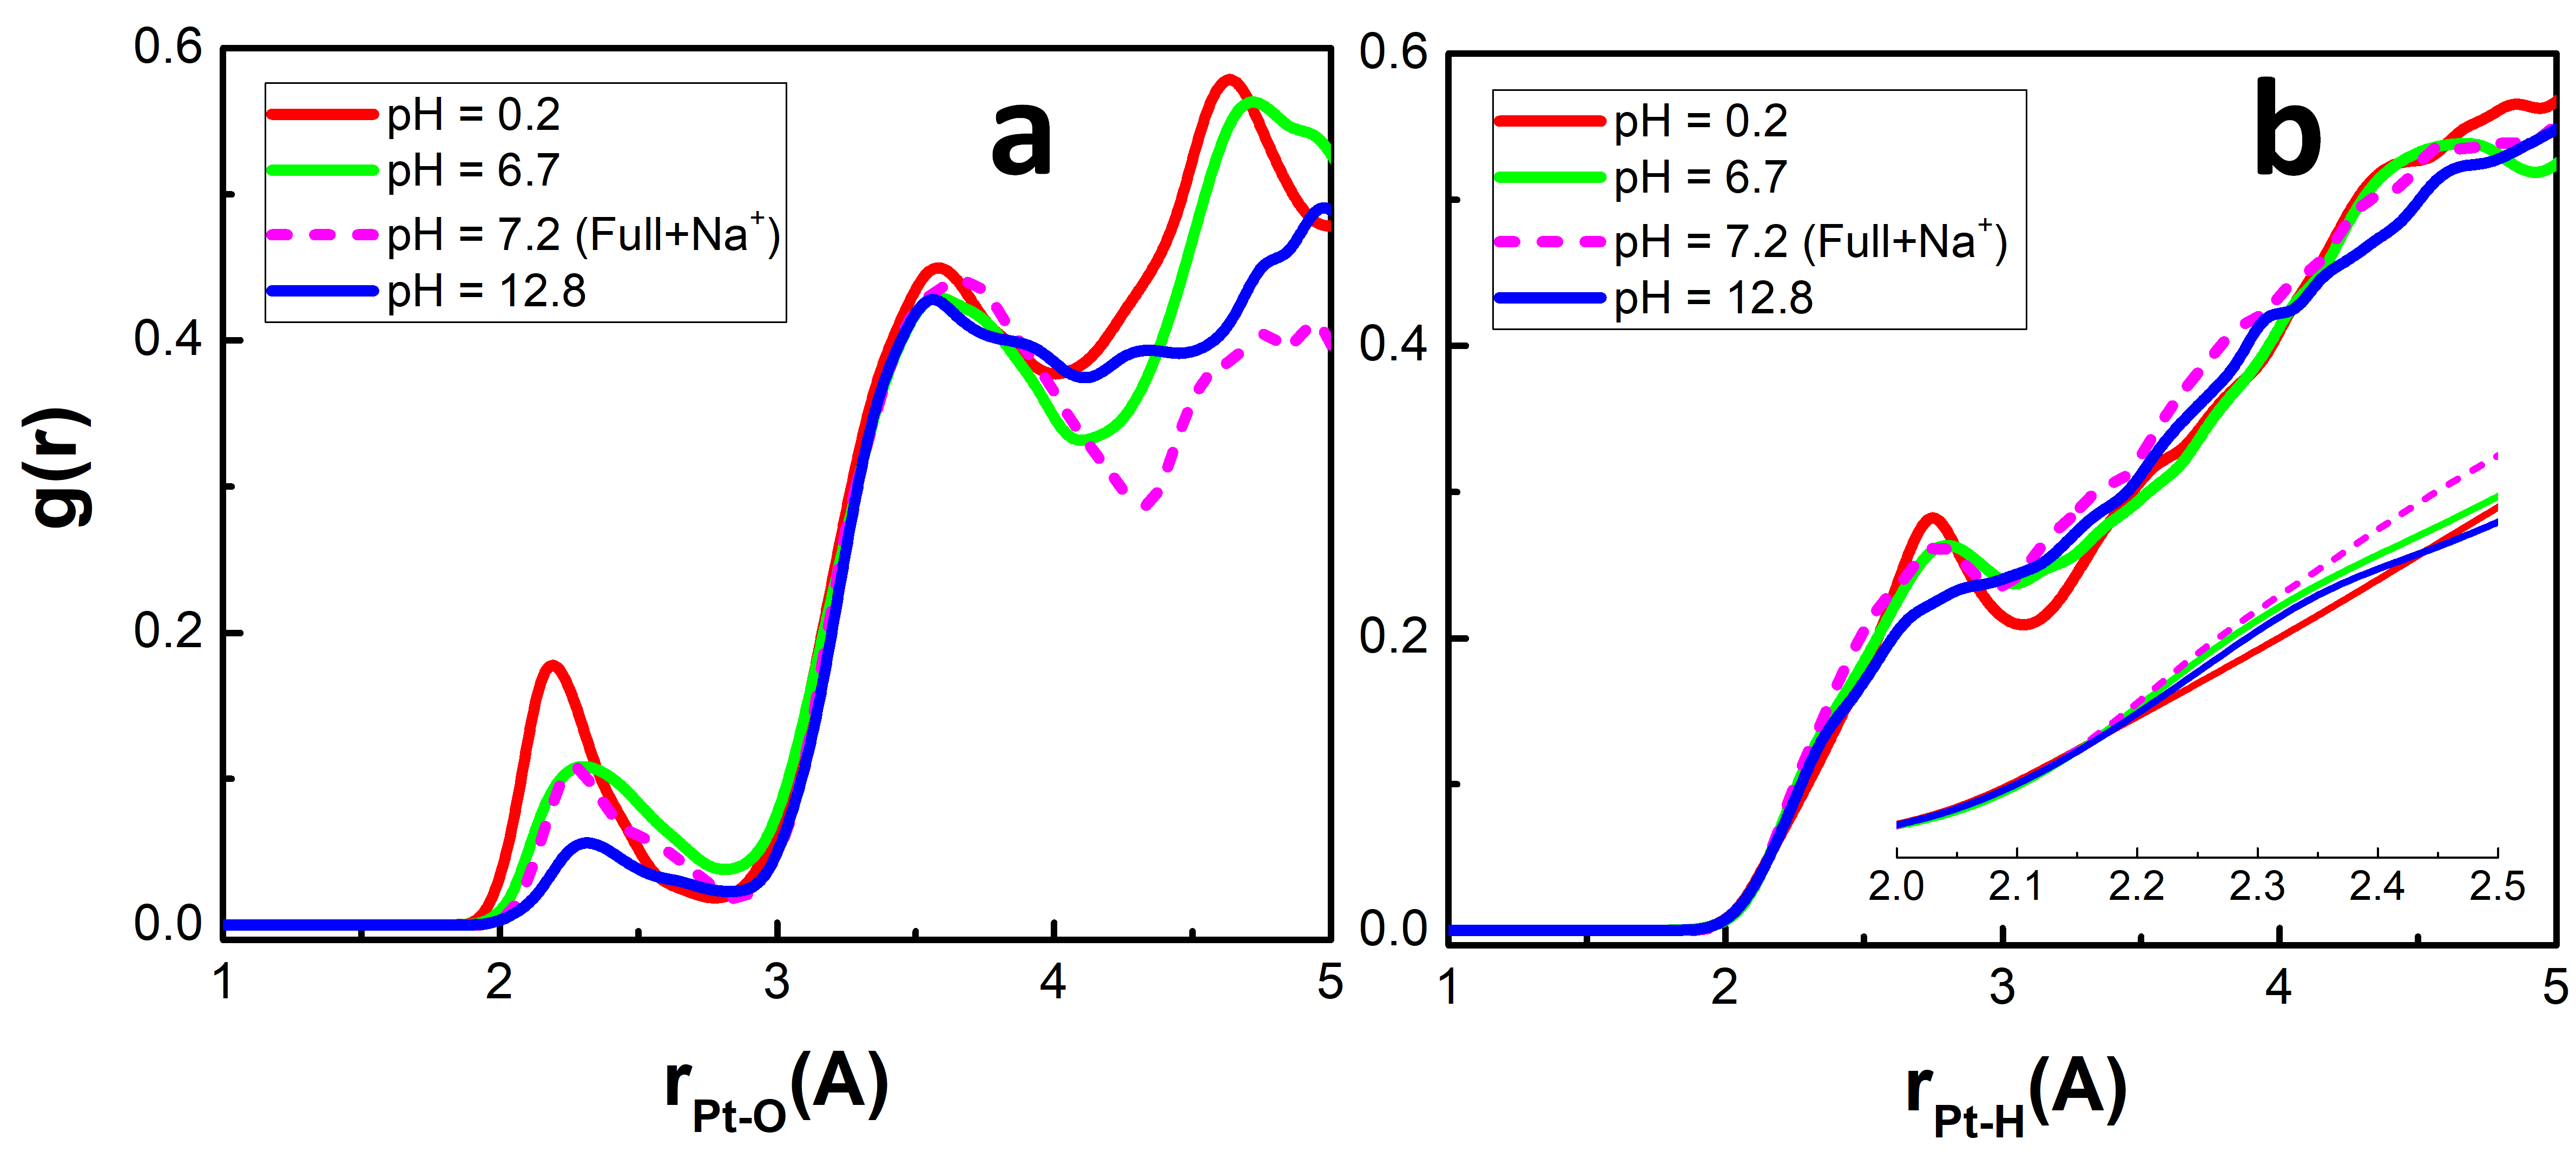 a
g(r)
0.6
0.4
0.2
0.0
pH = 0.2
pH = 6.7
pH = 7.2 (Full+Na+)
pH = 12.8
1 2 3 4 5
rPt-O(A)
b
0.6
0.4
0.2
0.0
pH = 0.2
pH = 6.7
pH = 7.2 (Full+Na+)
pH = 12.8
2.0 2.1 2.2 2.3 2.4 2.5
1 2 3 4 5
rPt-H(A)